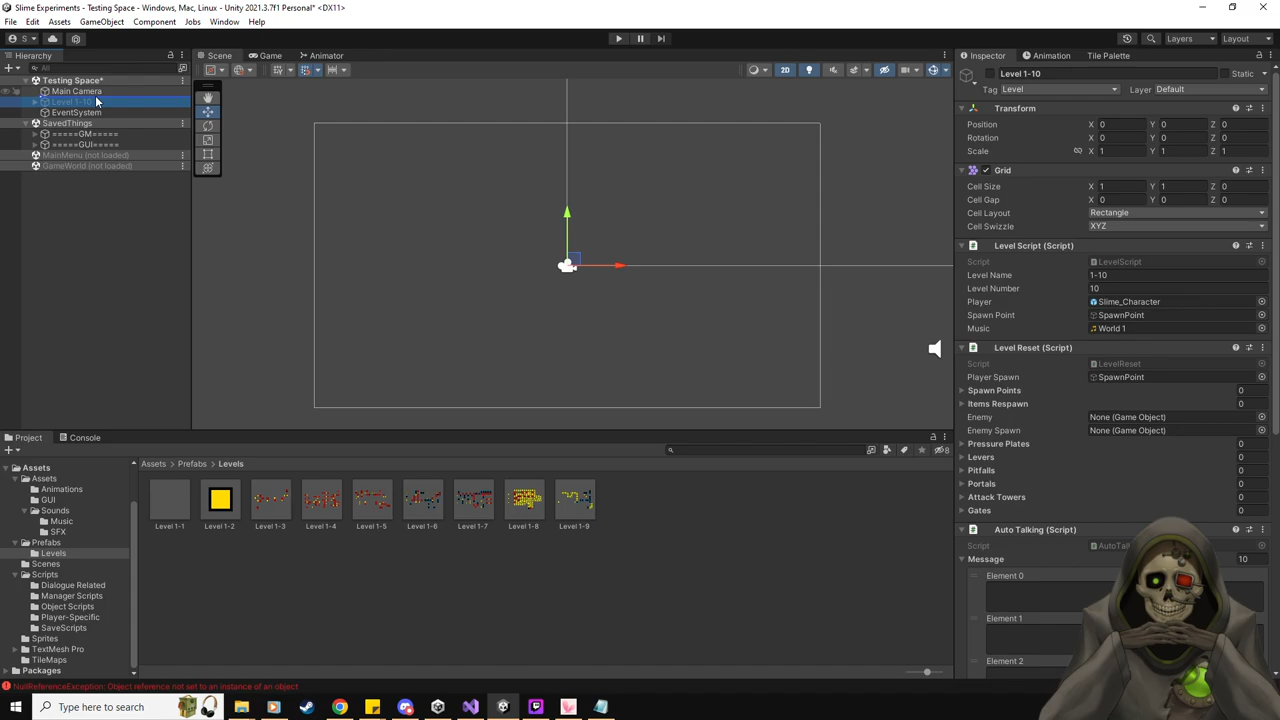 Slime Experiments - Testing Space - Windows, Mac, Linux - Unity 2021.3.7f1 Personal* <DX11>
File Edit Assets GameObject Component Jobs Window Help
S Layers Layout
Hierarchy Scene Game Animator Inspector Animation Tile Palette
All
Testing Space*
Main Camera
Level 1-10
EventSystem
SavedThings
=====GM=====
=====GUI=====
MainMenu (not loaded)
GameWorld (not loaded)
2D
Level 1-10 Static
Tag Level Layer Default
Transform
Position X 0 Y 0 Z 0
Rotation X 0 Y 0 Z 0
Scale X 1 Y 1 Z 1
Grid
Cell Size X 1 Y 1 Z 0
Cell Gap X 0 Y 0 Z 0
Cell Layout Rectangle
Cell Swizzle XYZ
Level Script (Script)
Script LevelScript
Level Name 1-10
Level Number 10
Player Slime_Character
Spawn Point SpawnPoint
Music World 1
Level Reset (Script)
Script LevelReset
Player Spawn SpawnPoint
Spawn Points 0
Items Respawn 0
Enemy None (Game Object)
Enemy Spawn None (Game Object)
Pressure Plates 0
Levers 0
Pitfalls 0
Portals 0
Attack Towers 0
Gates 0
Auto Talking (Script)
Script
Message 10
Element 0
Element 1
Element 2
Project Console
8
Assets
Assets
Animations
GUI
Sounds
Music
SFX
Prefabs
Levels
Scenes
Scripts
Dialogue Related
Manager Scripts
Object Scripts
Player-Specific
SaveScripts
Sprites
TextMesh Pro
TileMaps
Packages
Assets > Prefabs > Levels
Level 1-1 Level 1-2 Level 1-3 Level 1-4 Level 1-5 Level 1-6 Level 1-7 Level 1-8 Level 1-9
NullReferenceException: Object reference not set to an instance of an object
Type here to search